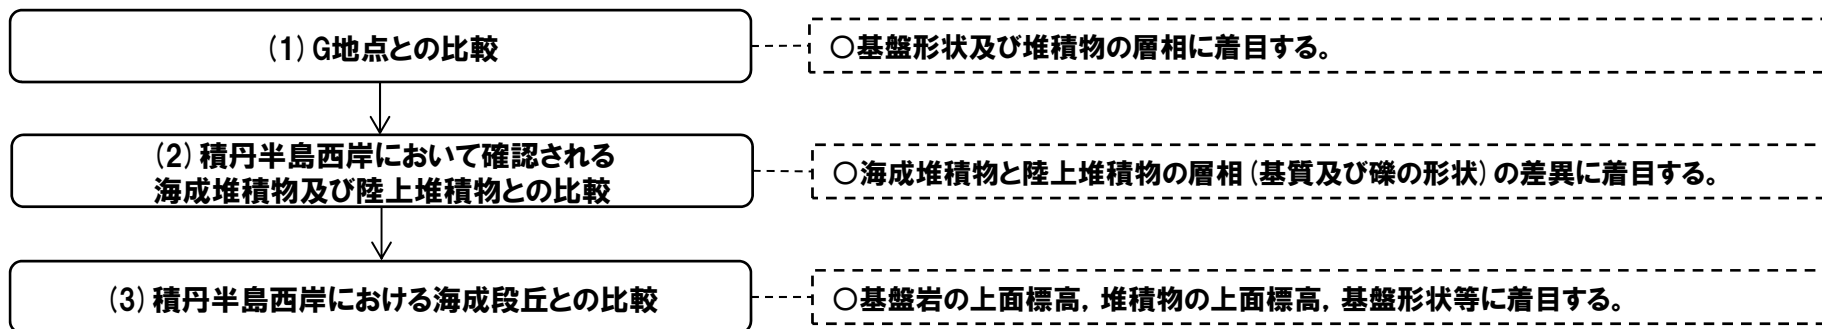 (1)G地点との比較
○基盤形状及び堆積物の層相に着目する。
(2)積丹半島西岸において確認される
海成堆積物及び陸上堆積物との比較
○海成堆積物と陸上堆積物の層相(基質及び礫の形状)の差異に着目する。
(3)積丹半島西岸における海成段丘との比較
○基盤岩の上面標高,堆積物の上面標高,基盤形状等に着目する。